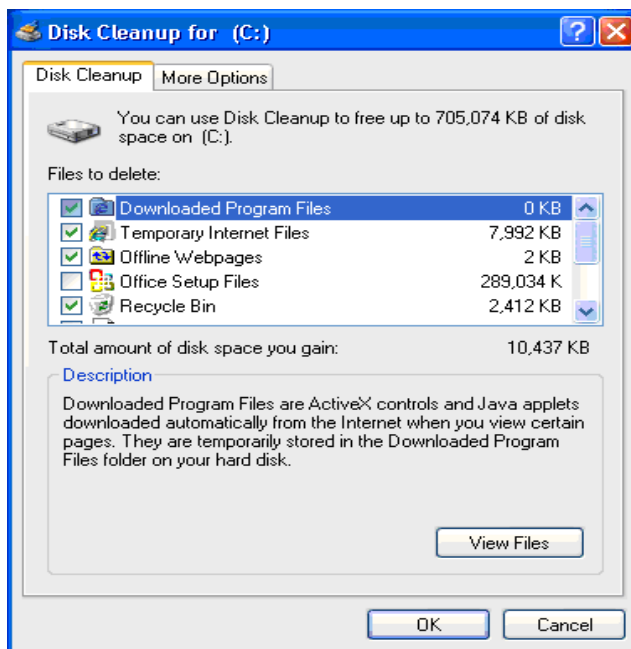 Disk Cleanup for (C:)
Disk Cleanup
More Options
You can use Disk Cleanup to free up to 705,074 KB of disk
space on (C:).
Files to delete:
Downloaded Program Files 0 KB
Temporary Internet Files 7,992 KB
Offline Webpages 2 KB
Office Setup Files 289,034 K
Recycle Bin 2,412 KB
Total amount of disk space you gain: 10,437 KB
Description
Downloaded Program Files are ActiveX controls and Java applets
downloaded automatically from the Internet when you view certain
pages. They are temporarily stored in the Downloaded Program
Files folder on your hard disk.
View Files
OK Cancel